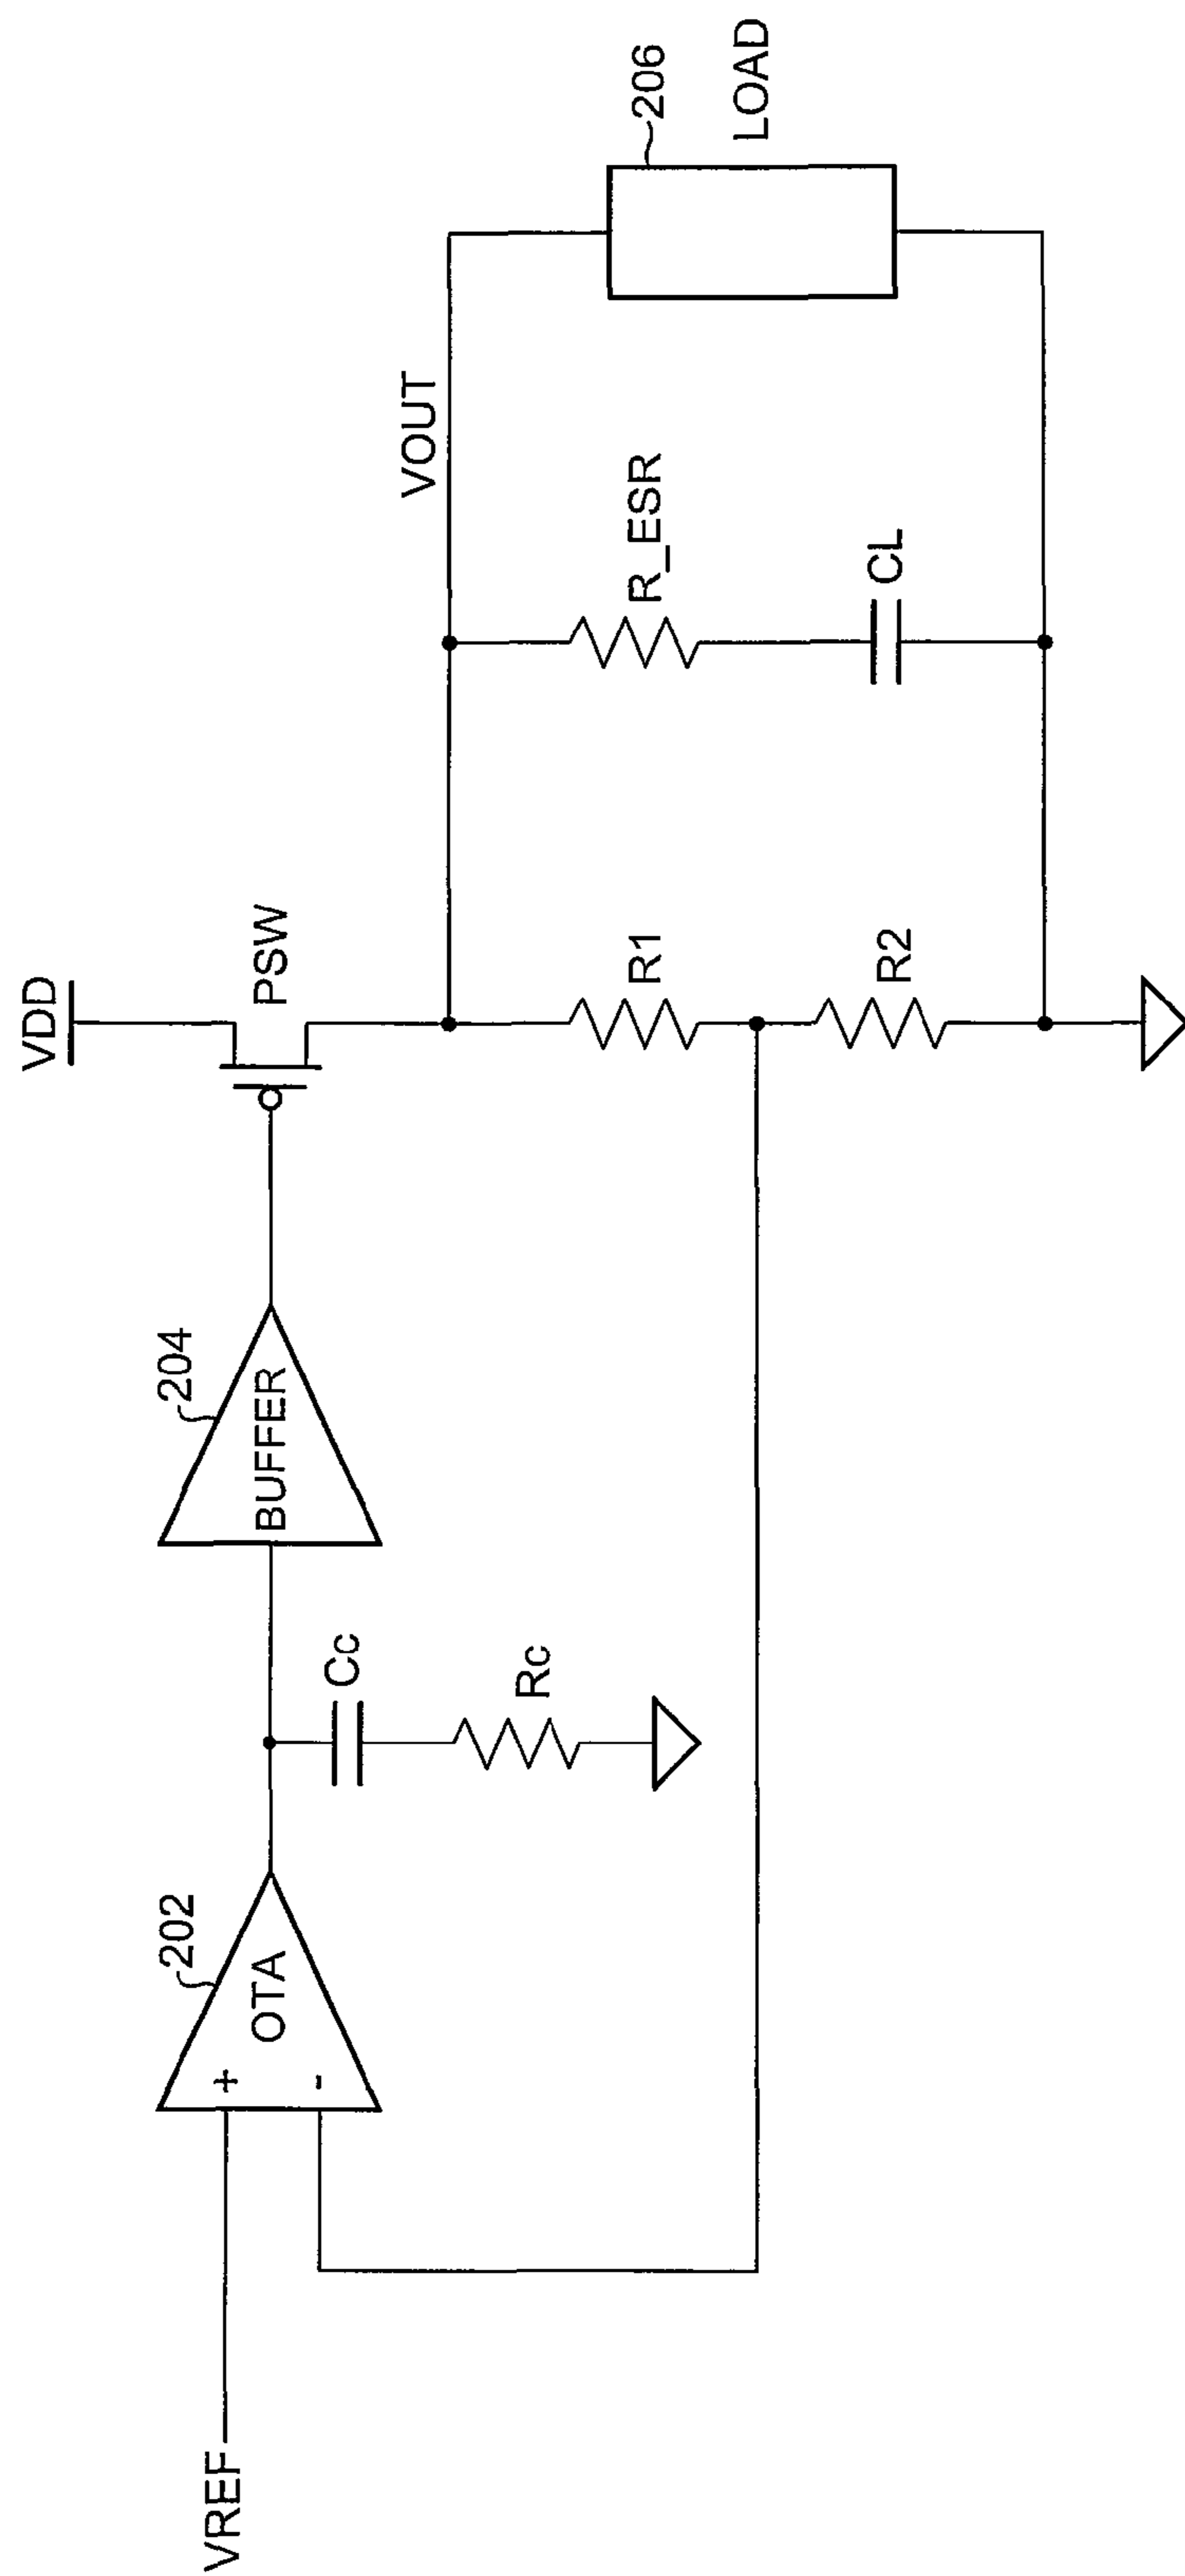 VREF
202
OTA
+
-
Cc
Rc
204
BUFFER
VDD
PSW
R1
R2
VOUT
R_ESR
CL
206
LOAD